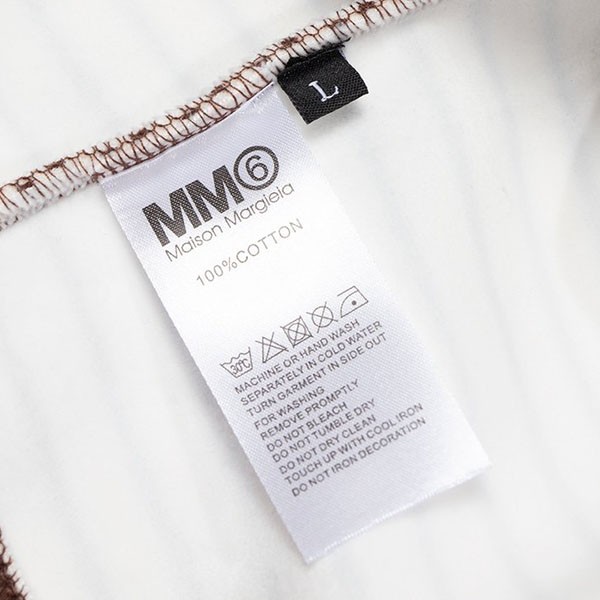 L
MM⑥
Maison Margiela
100%COTTON
30℃
MACHINE OR HAND WASH
SEPARATELY IN COLD WATER
TURN GARMENT IN SIDE OUT
FOR WASHING
REMOVE PROMPTLY
DO NOT BLEACH
DO NOT TUMBLE DRY
DO NOT DRY CLEAN
TOUCH UP WITH COOL IRON
DO NOT IRON DECORATION